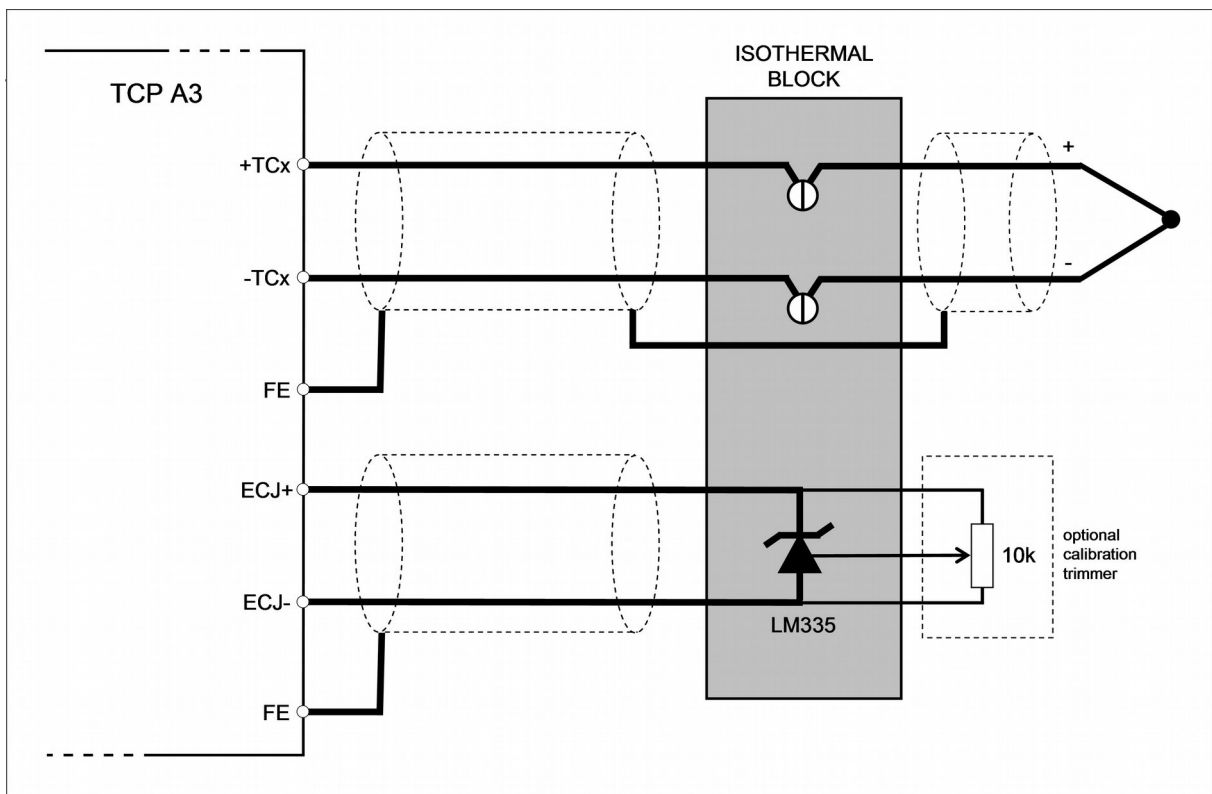 TCP A3
ISOTHERMAL
BLOCK
+TCx
+
-TCx
-
FE
ECJ+
ECJ-
10k
optional
calibration
trimmer
LM335
FE